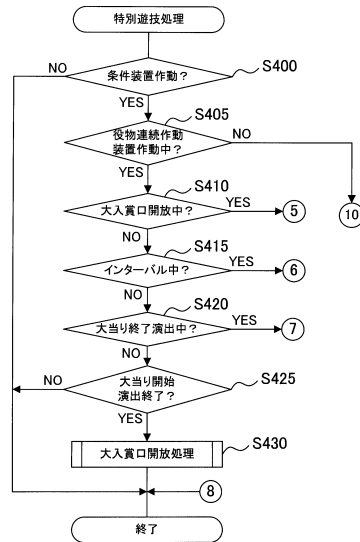 特別遊技処理
NO
条件装置作動？
S400
YES
S405
役物連続作動
装置作動中？
NO
YES
S410
大入賞口開放中？
YES
⑤
⑩
NO
S415
インターバル中？
YES
⑥
NO
S420
大当り終了演出中？
YES
⑦
NO
NO
大当り開始
演出終了？
S425
YES
S430
大入賞口開放処理
⑧
終了